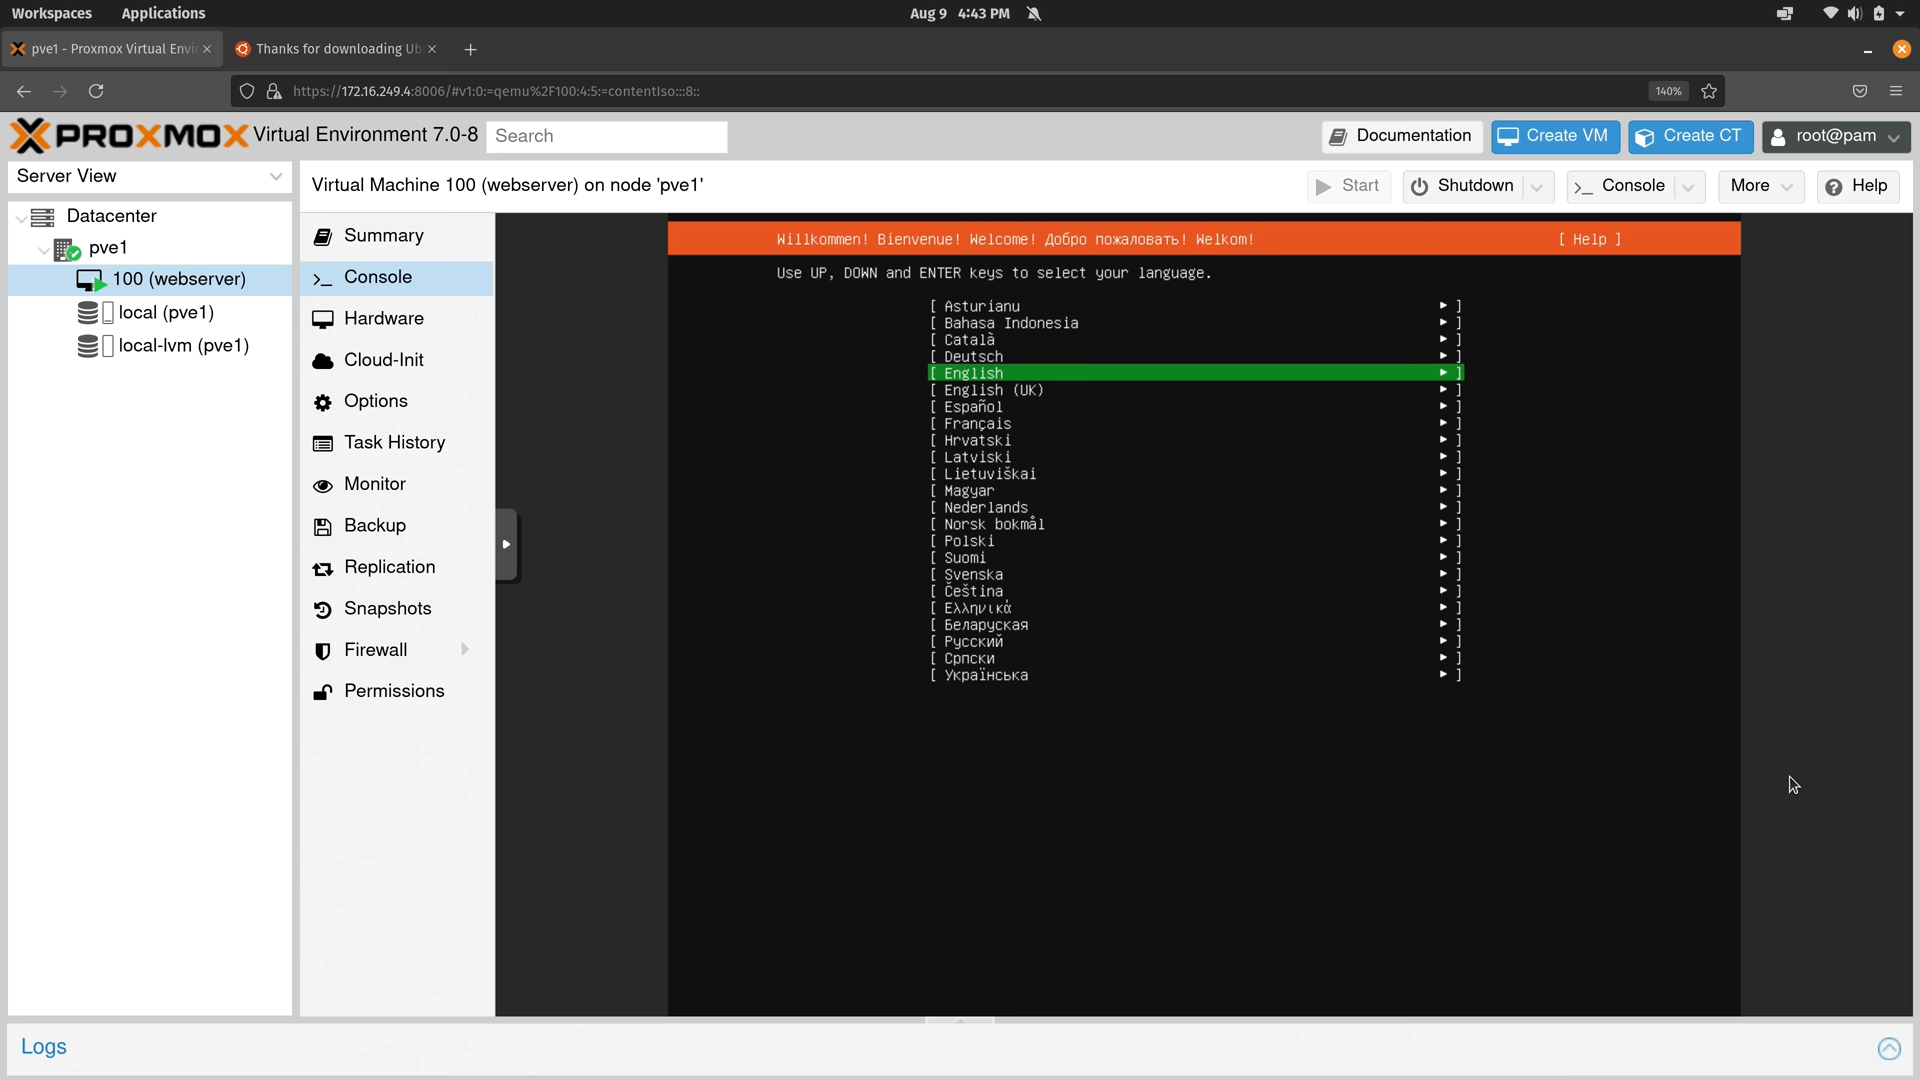 Workspaces
Applications
Aug 9 4:43 PM
pve1 - Proxmox Virtual Envi
Thanks for downloading Ub
https://172.16.249.4:8006/#v1:0:=qemu%2F100:4:5:=contentIso:::8::
140%
PROXMOX Virtual Environment 7.0-8
Search
Documentation
Create VM
Create CT
root@pam
Server View
Virtual Machine 100 (webserver) on node 'pve1'
Start
Shutdown
Console
More
Help
Datacenter
pve1
100 (webserver)
local (pve1)
local-lvm (pve1)
Summary
Console
Hardware
Cloud-Init
Options
Task History
Monitor
Backup
Replication
Snapshots
Firewall
Permissions
Willkommen! Bienvenue! Welcome! Добро пожаловать! Welkom!
[ Help ]
Use UP, DOWN and ENTER keys to select your language.
[ Asturianu ► ]
[ Bahasa Indonesia ► ]
[ Català ► ]
[ Deutsch ► ]
[ English ► ]
[ English (UK) ► ]
[ Español ► ]
[ Français ► ]
[ Hrvatski ► ]
[ Latviski ► ]
[ Lietuviškai ► ]
[ Magyar ► ]
[ Nederlands ► ]
[ Norsk bokmål ► ]
[ Polski ► ]
[ Suomi ► ]
[ Svenska ► ]
[ Čeština ► ]
[ Ελληνικά ► ]
[ Беларуская ► ]
[ Русский ► ]
[ Српски ► ]
[ Українська ► ]
Logs